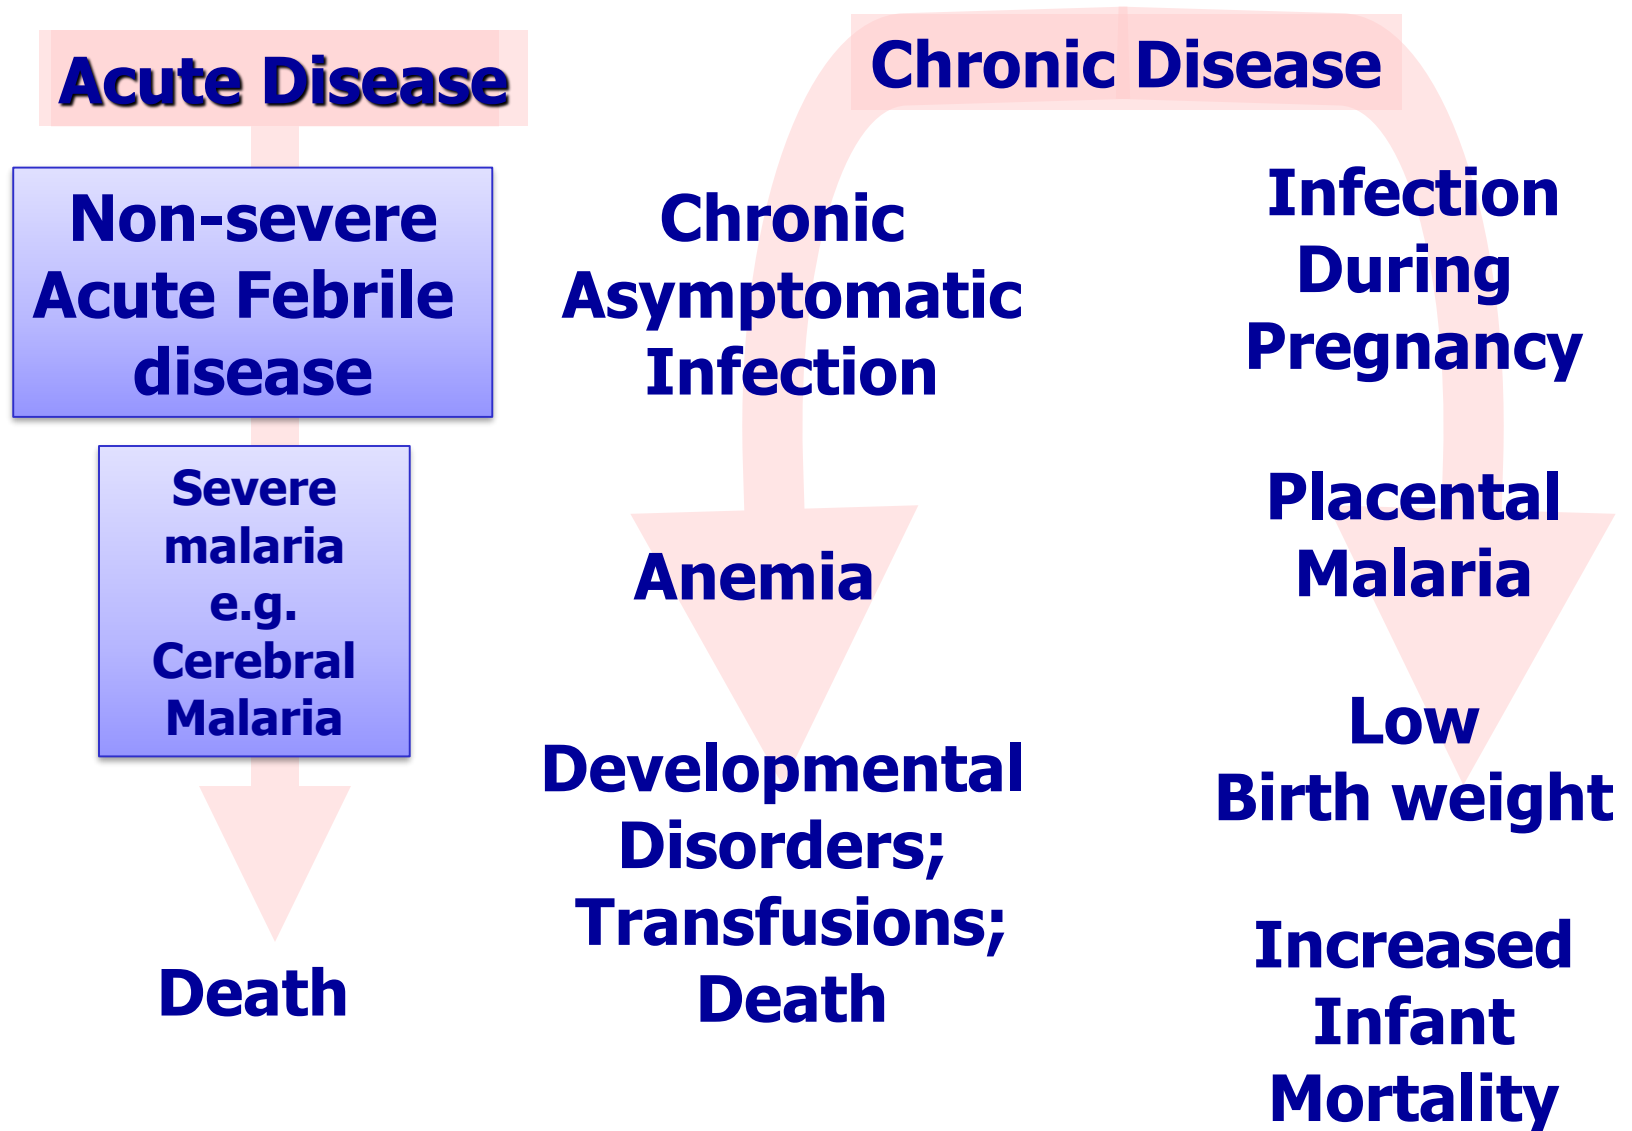 Acute Disease
Non-severe
Acute Febrile
disease
Severe
malaria
e.g.
Cerebral
Malaria
Death
Chronic Disease
Chronic
Asymptomatic
Infection
Anemia
Developmental
Disorders;
Transfusions;
Death
Infection
During
Pregnancy
Placental
Malaria
Low
Birth weight
Increased
Infant
Mortality